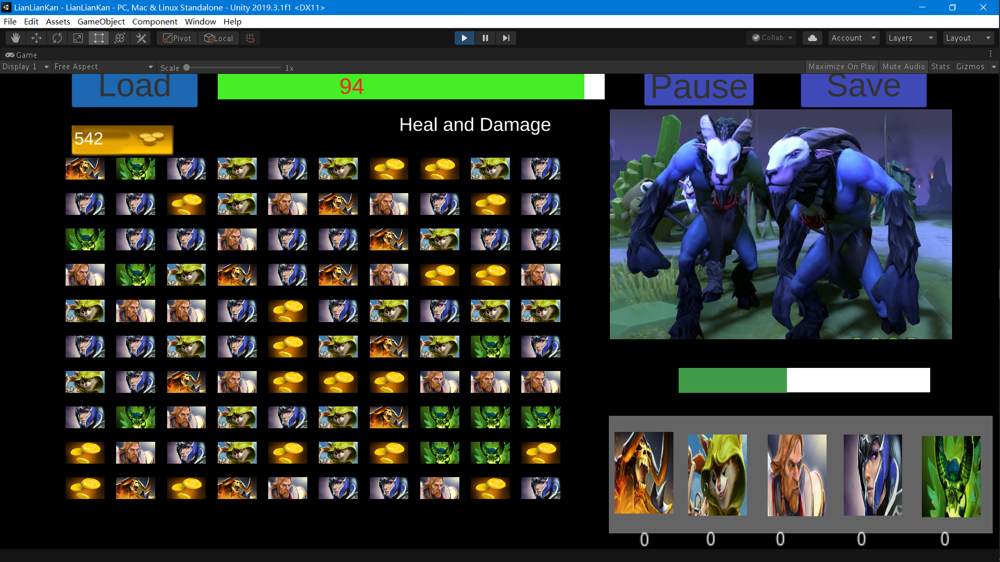 LianLianKan - LianLianKan - PC, Mac & Linux Standalone - Unity 2019.3.1f1 <DX11>
File Edit Assets GameObject Component Window Help
Pivot Local Collab Account Layers Layout
Game
Display 1 Free Aspect Scale 1x Maximize On Play Mute Audio Stats Gizmos
Load 94 Pause Save
Heal and Damage
542
0 0 0 0 0